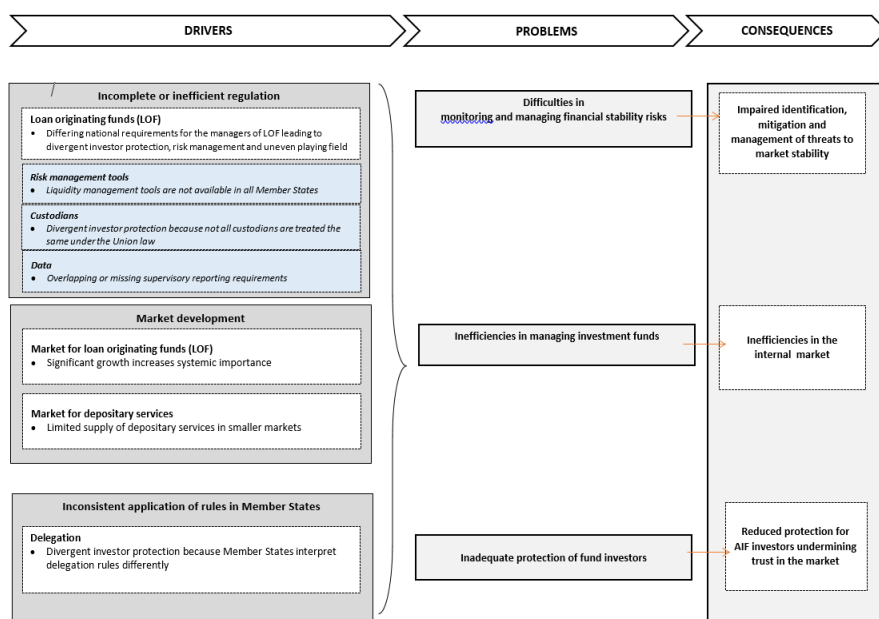 DRIVERS
PROBLEMS
CONSEQUENCES
Incomplete or inefficient regulation
Loan originating funds (LOF)
• Differing national requirements for the managers of LOF leading to
divergent investor protection, risk management and uneven playing field
Risk management tools
• Liquidity management tools are not available in all Member States
Custodians
• Divergent investor protection because not all custodians are treated the
same under the Union law
Data
• Overlapping or missing supervisory reporting requirements
Market development
Market for loan originating funds (LOF)
• Significant growth increases systemic importance
Market for depositary services
• Limited supply of depositary services in smaller markets
Inconsistent application of rules in Member States
Delegation
• Divergent investor protection because Member States interpret
delegation rules differently
Difficulties in
monitoring and managing financial stability risks
Inefficiencies in managing investment funds
Inadequate protection of fund investors
Impaired identification,
mitigation and
management of threats to
market stability
Inefficiencies in the
internal market
Reduced protection for
AIF investors undermining
trust in the market